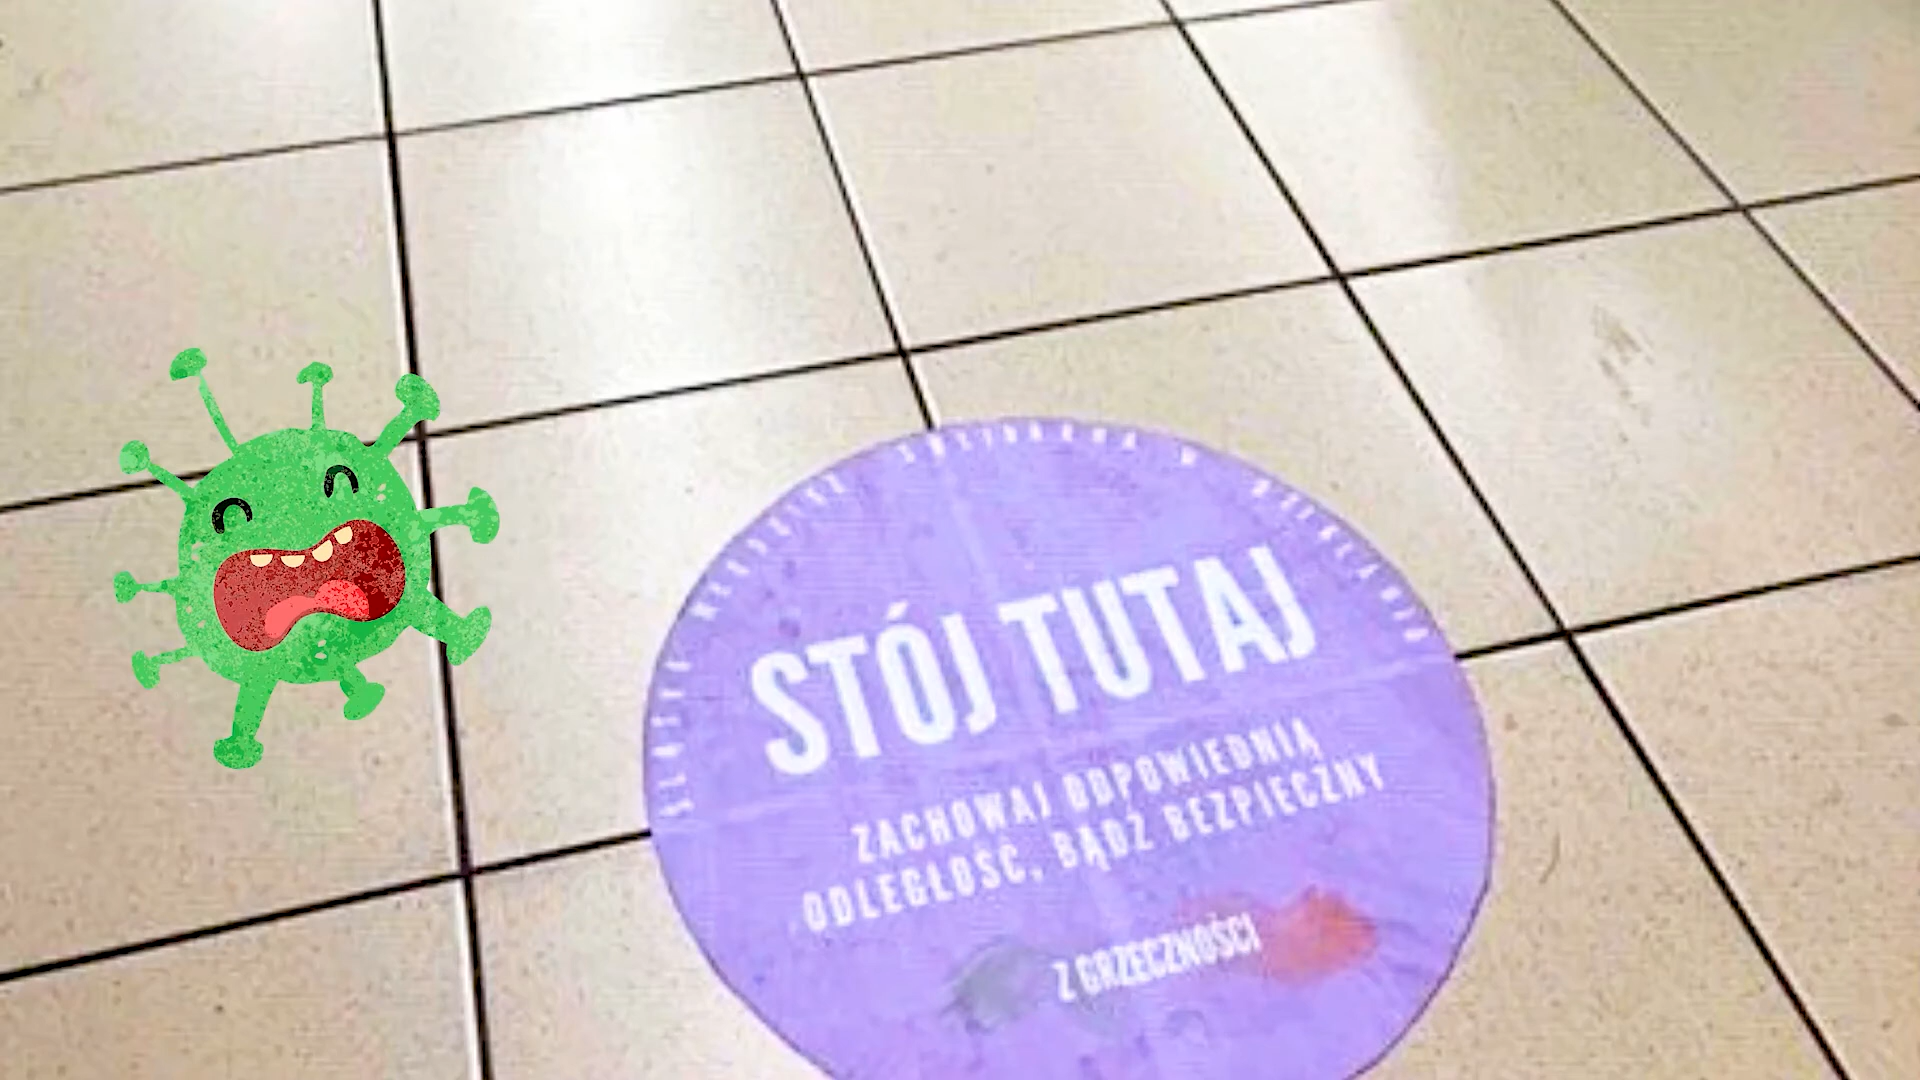 STÓJ TUTAJ
ZACHOWAJ ODPOWIEDNIĄ
ODLEGŁOŚĆ, BĄDŹ BEZPIECZNY
Z GRZECZNOŚCI